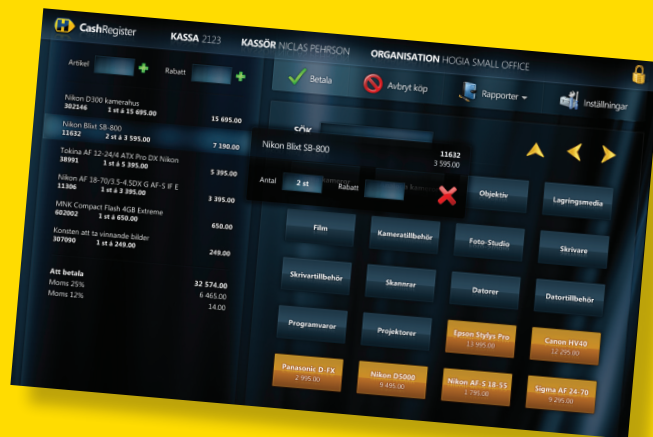 CashRegister
KASSA 2123
KASSÖR NICLAS PEHRSON
ORGANISATION HOGIA SMALL OFFICE
Artikel
Rabatt
Betala
Avbryt köp
Rapporter
Inställningar
Nikon D300 kamerahus
302146 1 st á 15 695.00 15 695.00
Nikon Blixt SB-800
11632 2 st á 3 595.00 7 190.00
Tokina AF 12-24/4 ATX Pro DX Nikon
38991 1 st á 5 395.00 5 395.00
Nikon AF 18-70/3.5-4.5DX G AF-S IF E
11306 1 st á 3 395.00 3 395.00
MNK Compact Flash 4GB Extreme
602002 1 st á 650.00 650.00
Konsten att ta vinnande bilder
307090 1 st á 249.00 249.00
Att betala 32 574.00
Moms 25% 6 465.00
Moms 12% 14.00
SÖK
Nikon Blixt SB-800 11632
3 595.00
Antal 2 st Rabatt
Objektiv
Lagringsmedia
Film
Kameratillbehör
Foto-Studio
Skrivare
Skrivartillbehör
Skannrar
Datorer
Datortillbehör
Programvaror
Projektorer
Epson Stylys Pro
13 995.00
Canon HV40
12 295.00
Panasonic D-FX
2 995.00
Nikon D5000
9 495.00
Nikon AF-S 18-55
1 795.00
Sigma AF 24-70
9 295.00